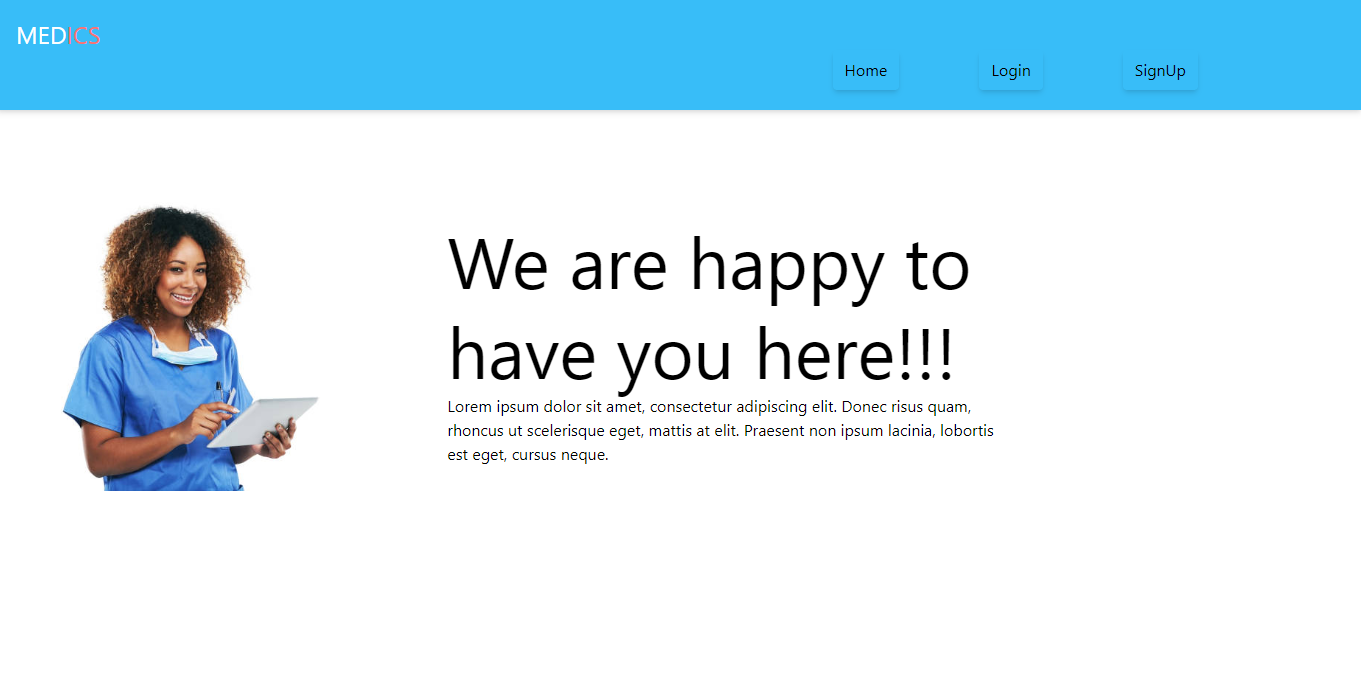 MEDICS
Home Login SignUp
We are happy to
have you here!!!
Lorem ipsum dolor sit amet, consectetur adipiscing elit. Donec risus quam,
rhoncus ut scelerisque eget, mattis at elit. Praesent non ipsum lacinia, lobortis
est eget, cursus neque.